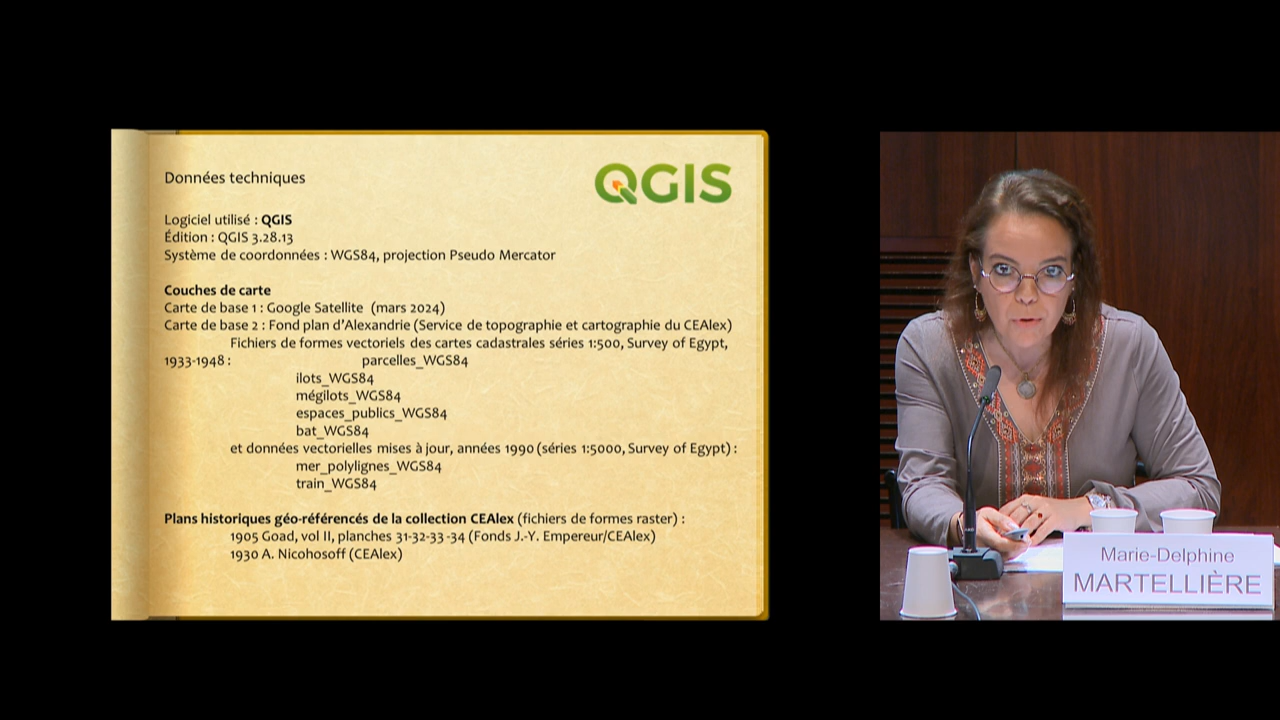 Données techniques
QGIS
Logiciel utilisé : QGIS
Édition : QGIS 3.28.13
Système de coordonnées : WGS84, projection Pseudo Mercator
Couches de carte
Carte de base 1 : Google Satellite (mars 2024)
Carte de base 2 : Fond plan d'Alexandrie (Service de topographie et cartographie du CEAlex)
Fichiers de formes vectoriels des cartes cadastrales séries 1:500, Survey of Egypt,
1933-1948 : parcelles_WGS84
ilots_WGS84
mégilots_WGS84
espaces_publics_WGS84
bat_WGS84
et données vectorielles mises à jour, années 1990 (séries 1:5000, Survey of Egypt) :
mer_polylignes_WGS84
train_WGS84
Plans historiques géo-référencés de la collection CEAlex (fichiers de formes raster) :
1905 Goad, vol II, planches 31-32-33 -34 (Fonds J.-Y. Empereur/CEAlex)
1930 A. Nicohosoff (CEAlex)
Marie-Delphine
MARTELLIÈRE